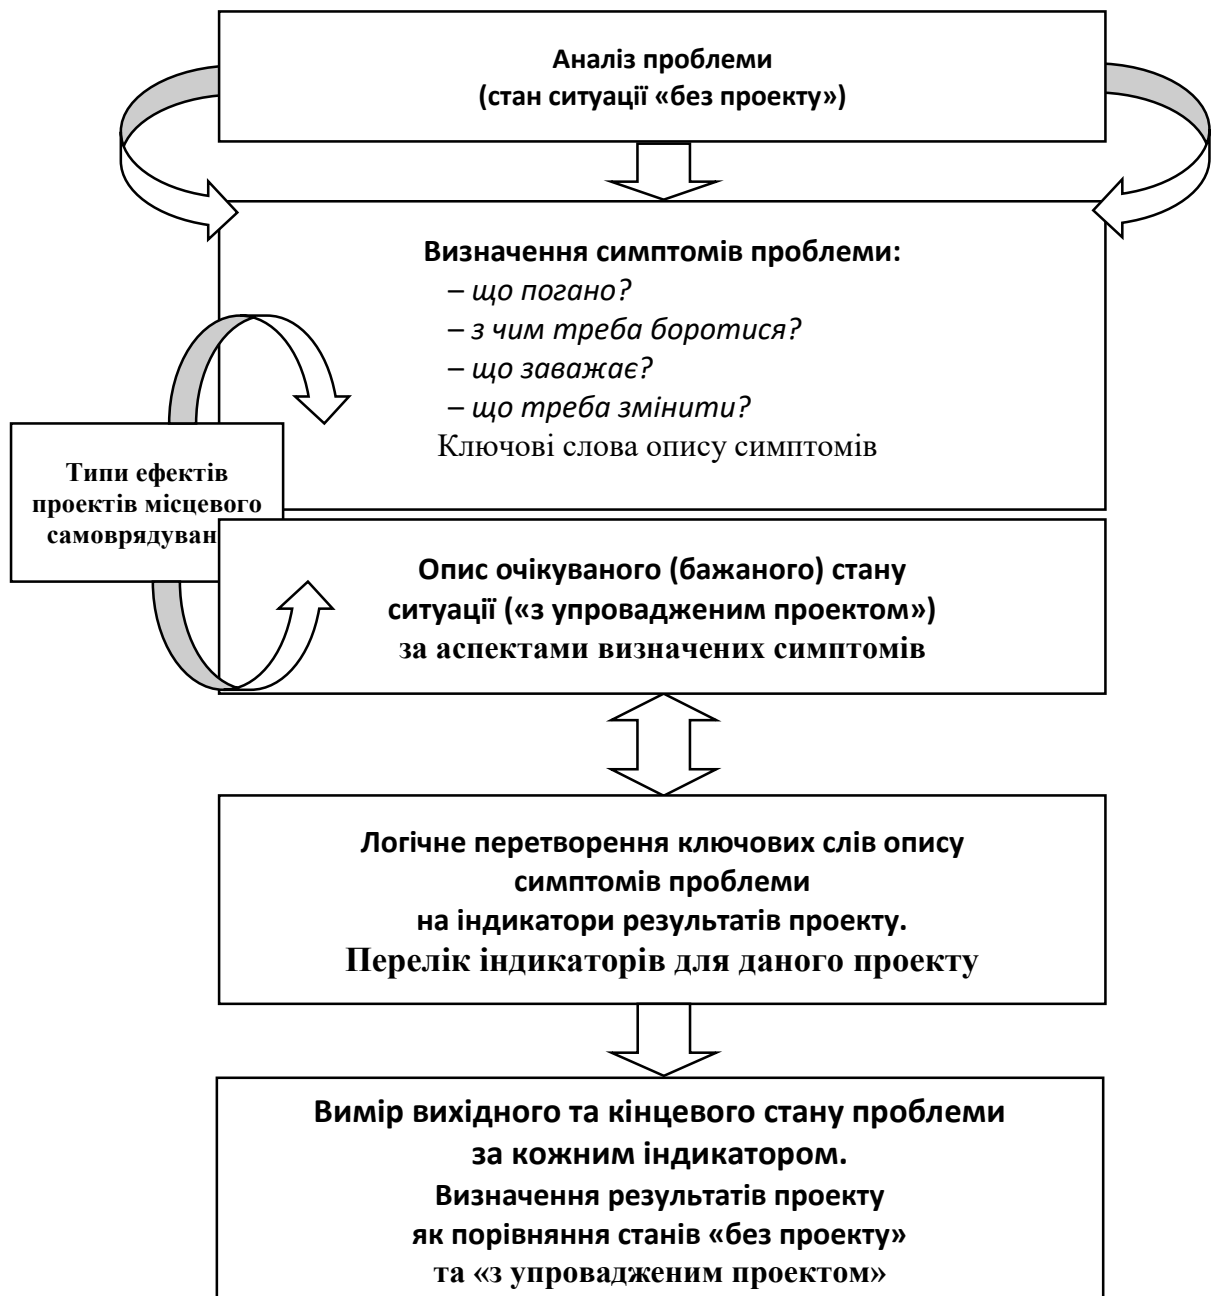 Аналіз проблеми
(стан ситуації «без проекту»)
Визначення симптомів проблеми:
– що погано?
– з чим треба боротися?
– що заважає?
– що треба змінити?
Ключові слова опису симптомів
Типи ефектів
проектів місцевого
самоврядуван
Опис очікуваного (бажаного) стану
ситуації («з упровадженим проектом»)
за аспектами визначених симптомів
Логічне перетворення ключових слів опису
симптомів проблеми
на індикатори результатів проекту.
Перелік індикаторів для даного проекту
Вимір вихідного та кінцевого стану проблеми
за кожним індикатором.
Визначення результатів проекту
як порівняння станів «без проекту»
та «з упровадженим проектом»